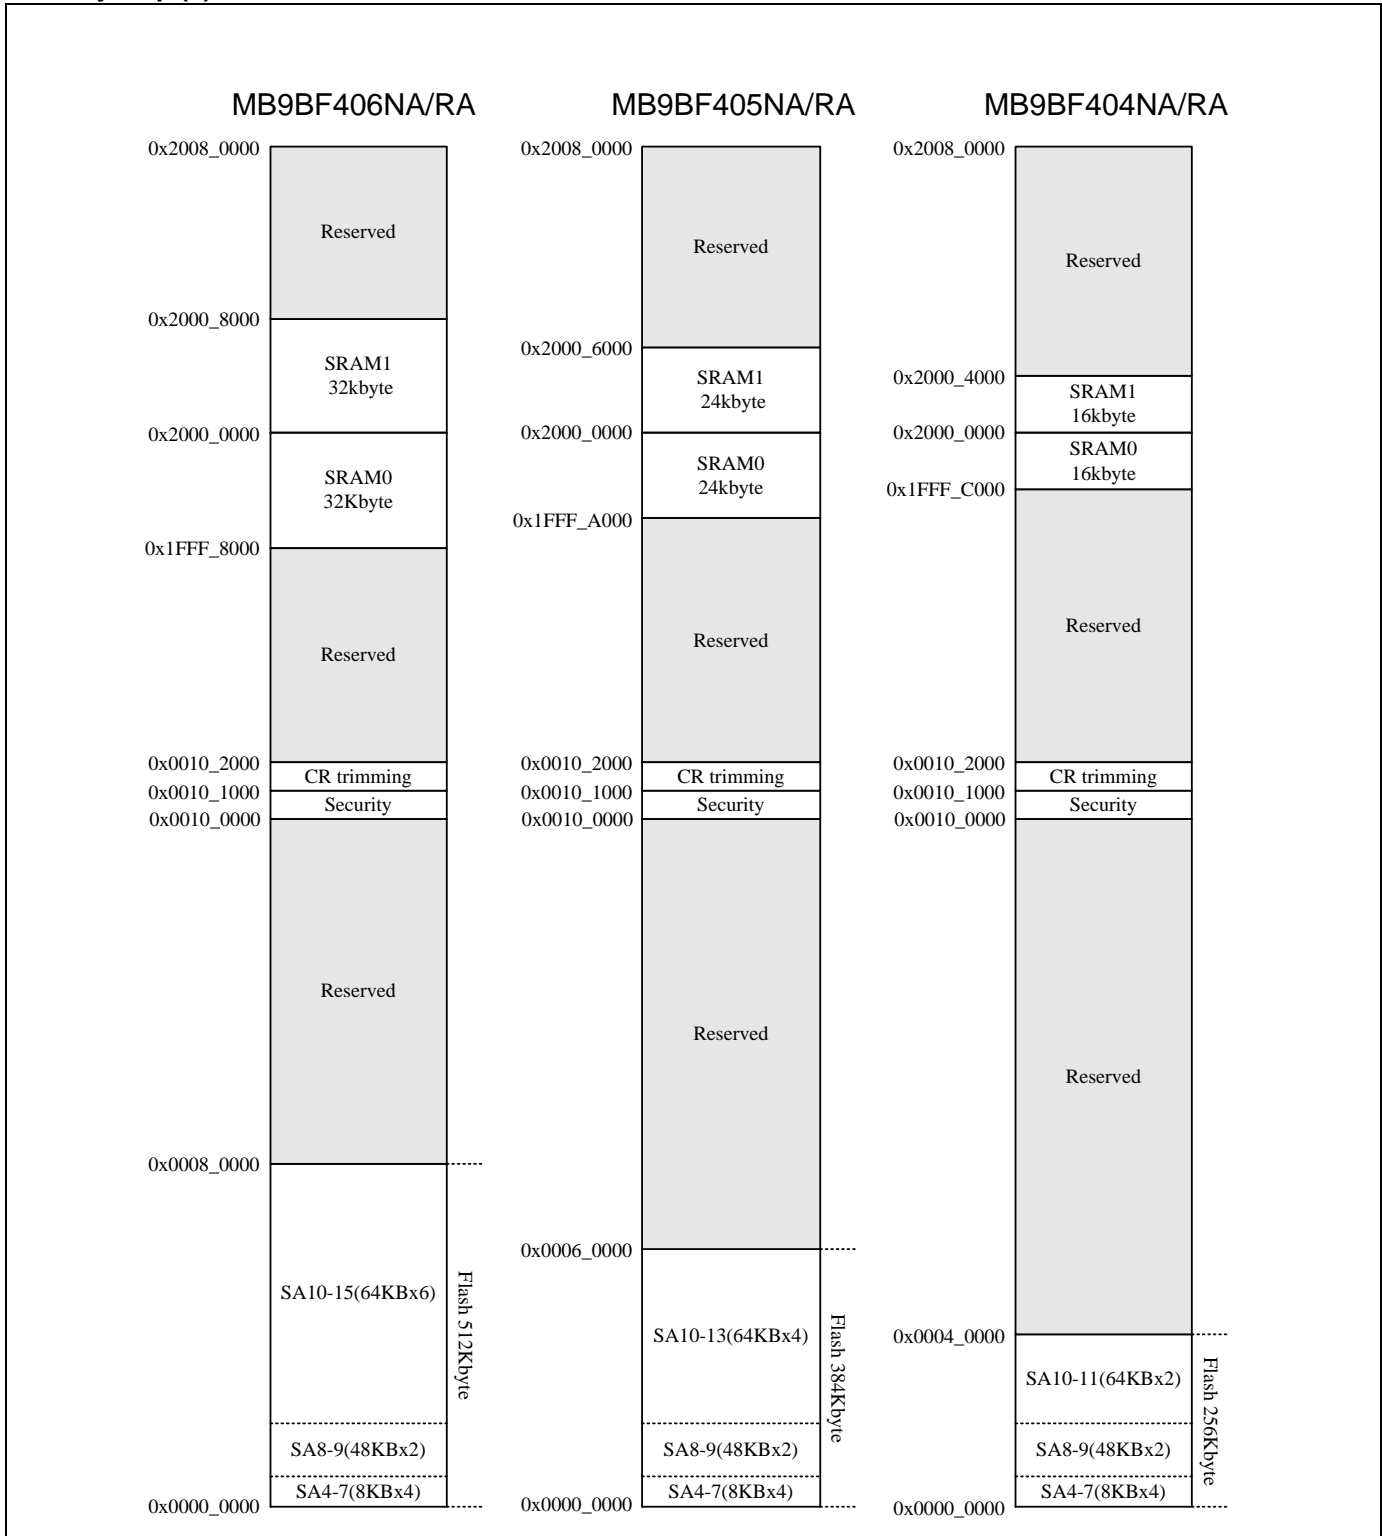 MB9BF406NA/RA
0x2008_0000
Reserved
0x2000_8000
SRAM1
32kbyte
0x2000_0000
SRAM0
32Kbyte
0x1FFF_8000
Reserved
0x0010_2000
CR trimming
0x0010_1000
Security
0x0010_0000
Reserved
0x0008_0000
SA10-15(64KBx6)
Flash 512Kbyte
SA8-9(48KBx2)
SA4-7(8KBx4)
0x0000_0000
MB9BF405NA/RA
0x2008_0000
Reserved
0x2000_6000
SRAM1
24kbyte
0x2000_0000
SRAM0
24kbyte
0x1FFF_A000
Reserved
0x0010_2000
CR trimming
0x0010_1000
Security
0x0010_0000
Reserved
0x0006_0000
SA10-13(64KBx4)
Flash 384Kbyte
SA8-9(48KBx2)
SA4-7(8KBx4)
0x0000_0000
MB9BF404NA/RA
0x2008_0000
Reserved
0x2000_4000
SRAM1
16kbyte
0x2000_0000
SRAM0
16kbyte
0x1FFF_C000
Reserved
0x0010_2000
CR trimming
0x0010_1000
Security
0x0010_0000
Reserved
0x0004_0000
SA10-11(64KBx2)
Flash 256Kbyte
SA8-9(48KBx2)
SA4-7(8KBx4)
0x0000_0000